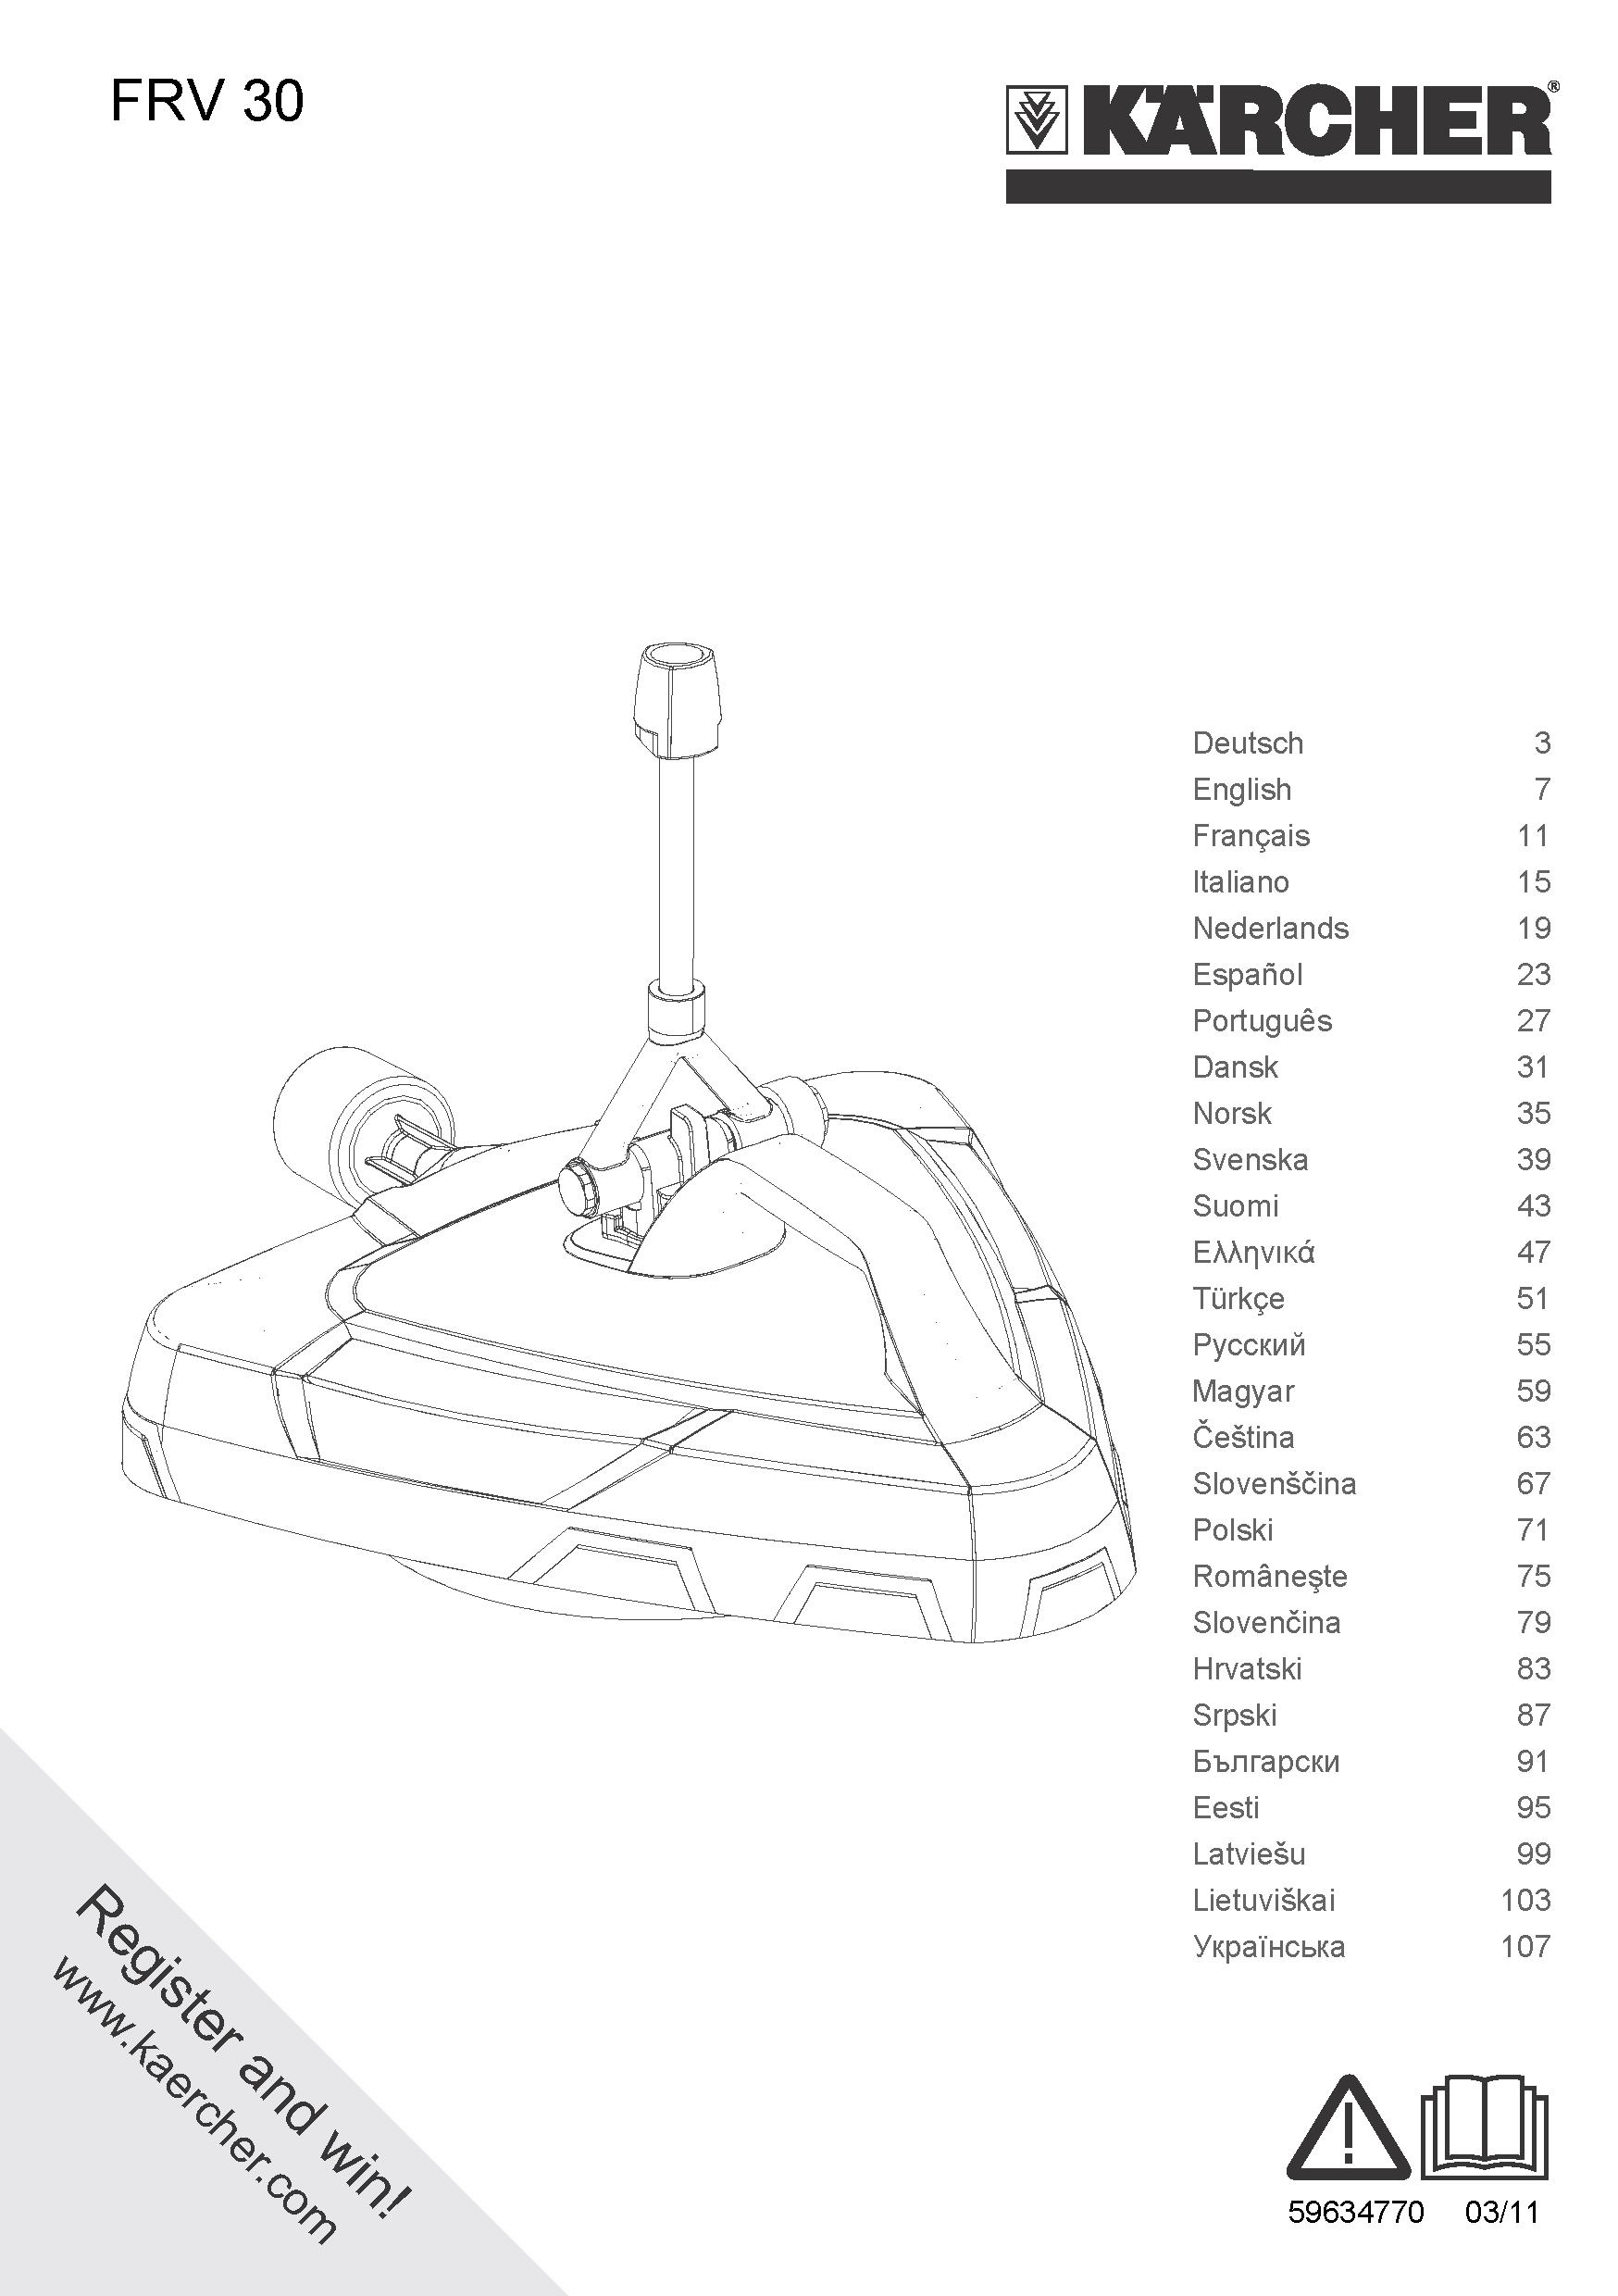 FRV 30
KÄRCHER®
Deutsch 3
English 7
Français 11
Italiano 15
Nederlands 19
Español 23
Português 27
Dansk 31
Norsk 35
Svenska 39
Suomi 43
Ελληνικά 47
Türkçe 51
Русский 55
Magyar 59
Čeština 63
Slovenščina 67
Polski 71
Româneşte 75
Slovenčina 79
Hrvatski 83
Srpski 87
Български 91
Eesti 95
Latviešu 99
Lietuviškai 103
Українська 107
Register and win!
www.kaercher.com
59634770 03/11